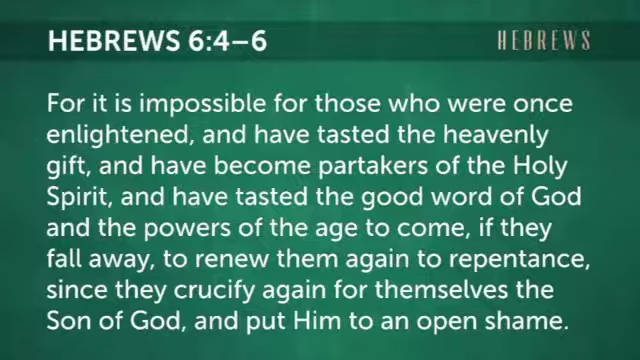 HEBREWS 6:4–6
HEBREWS
For it is impossible for those who were once
enlightened, and have tasted the heavenly
gift, and have become partakers of the Holy
Spirit, and have tasted the good word of God
and the powers of the age to come, if they
fall away, to renew them again to repentance,
since they crucify again for themselves the
Son of God, and put Him to an open shame.